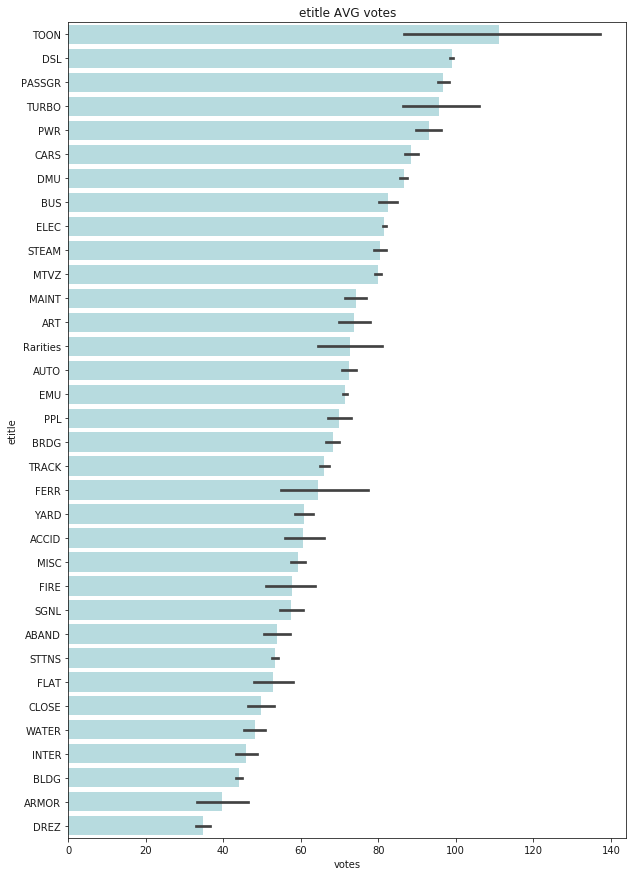 etitle AVG votes
TOON
DSL
PASSGR
TURBO
PWR
CARS
DMU
BUS
ELEC
STEAM
MTVZ
MAINT
ART
Rarities
AUTO
EMU
PPL
BRDG
TRACK
FERR
YARD
ACCID
MISC
FIRE
SGNL
ABAND
STTNS
FLAT
CLOSE
WATER
INTER
BLDG
ARMOR
DREZ
etitle
0 20 40 60 80 100 120 140
votes